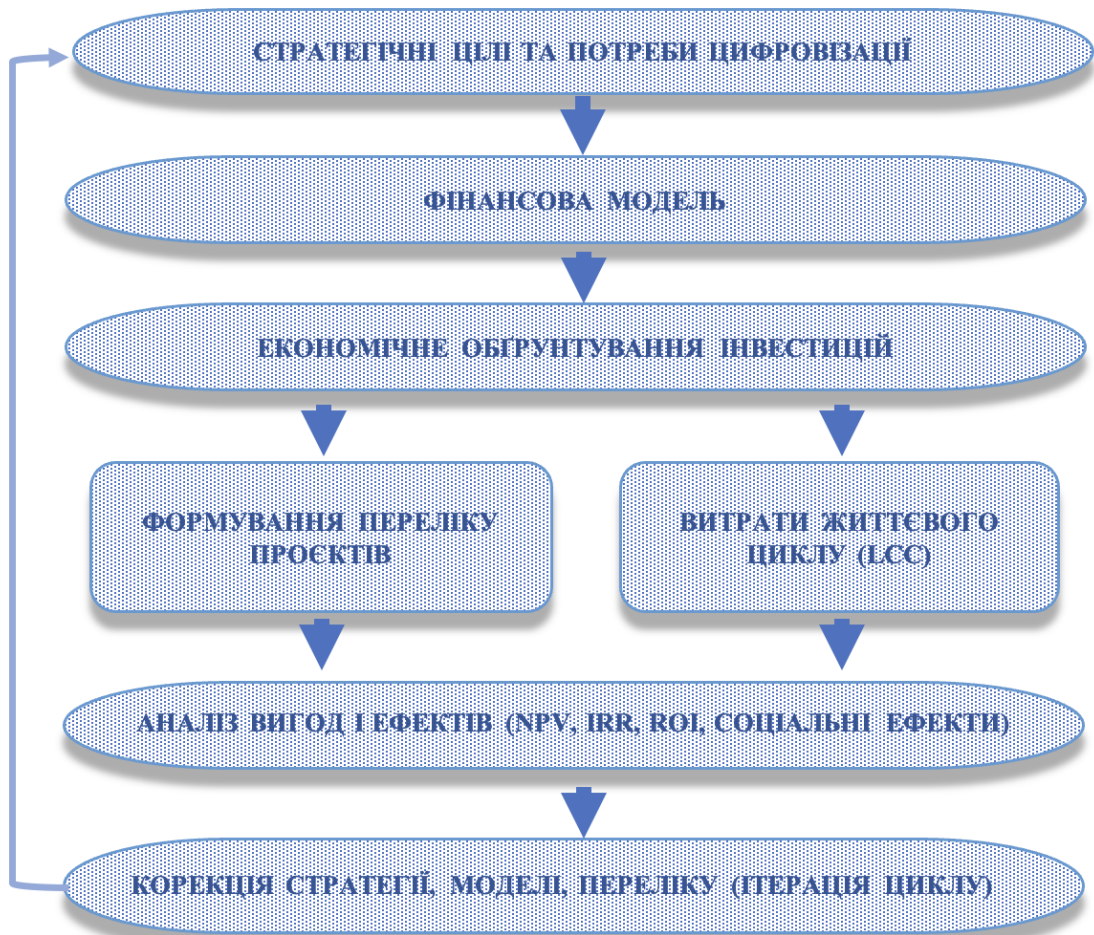 СТРАТЕГІЧНІ ЦІЛІ ТА ПОТРЕБИ ЦИФРОВІЗАЦІЇ
ФІНАНСОВА МОДЕЛЬ
ЕКОНОМІЧНЕ ОБҐРУНТУВАННЯ ІНВЕСТИЦІЙ
ФОРМУВАННЯ ПЕРЕЛІКУ
ПРОЄКТІВ
ВИТРАТИ ЖИТТЄВОГО
ЦИКЛУ (LCC)
АНАЛІЗ ВИГОД І ЕФЕКТІВ (NPV, IRR, ROI, СОЦІАЛЬНІ ЕФЕКТИ)
КОРЕКЦІЯ СТРАТЕГІЇ, МОДЕЛІ, ПЕРЕЛІКУ (ІТЕРАЦІЯ ЦИКЛУ)